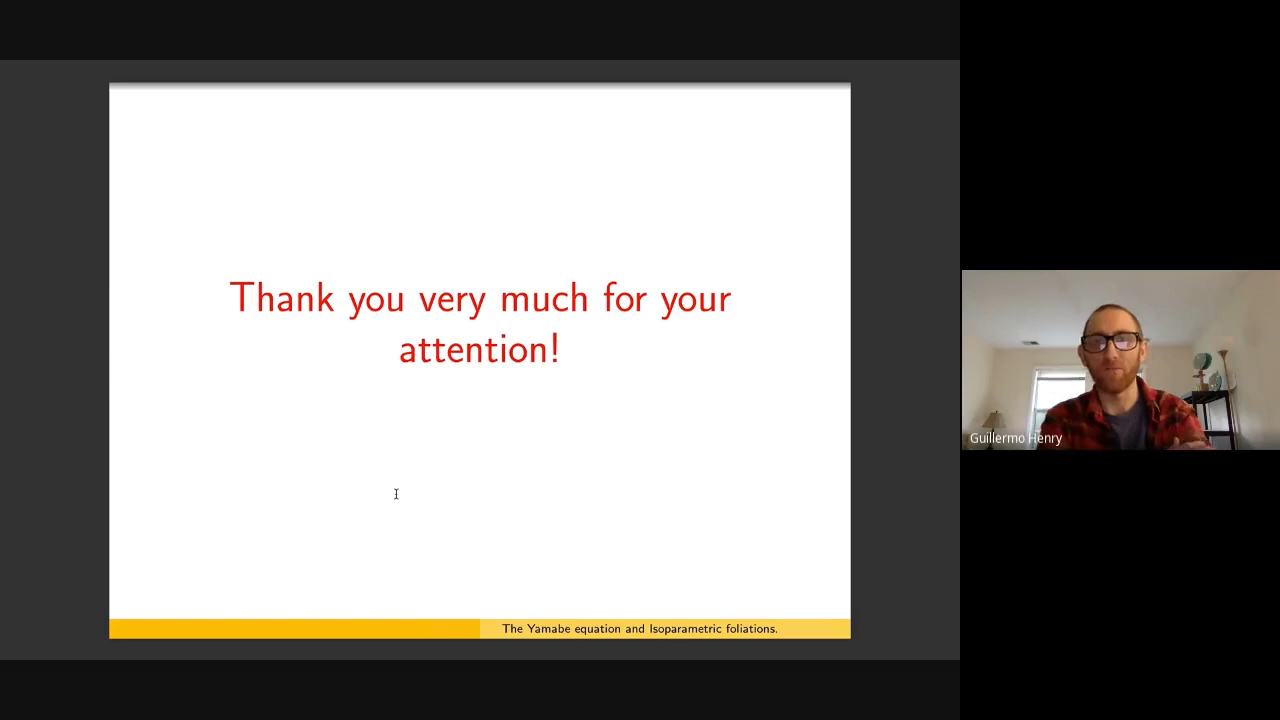 Thank you very much for your
attention!
The Yamabe equation and Isoparametric foliations.
Guillermo Henry